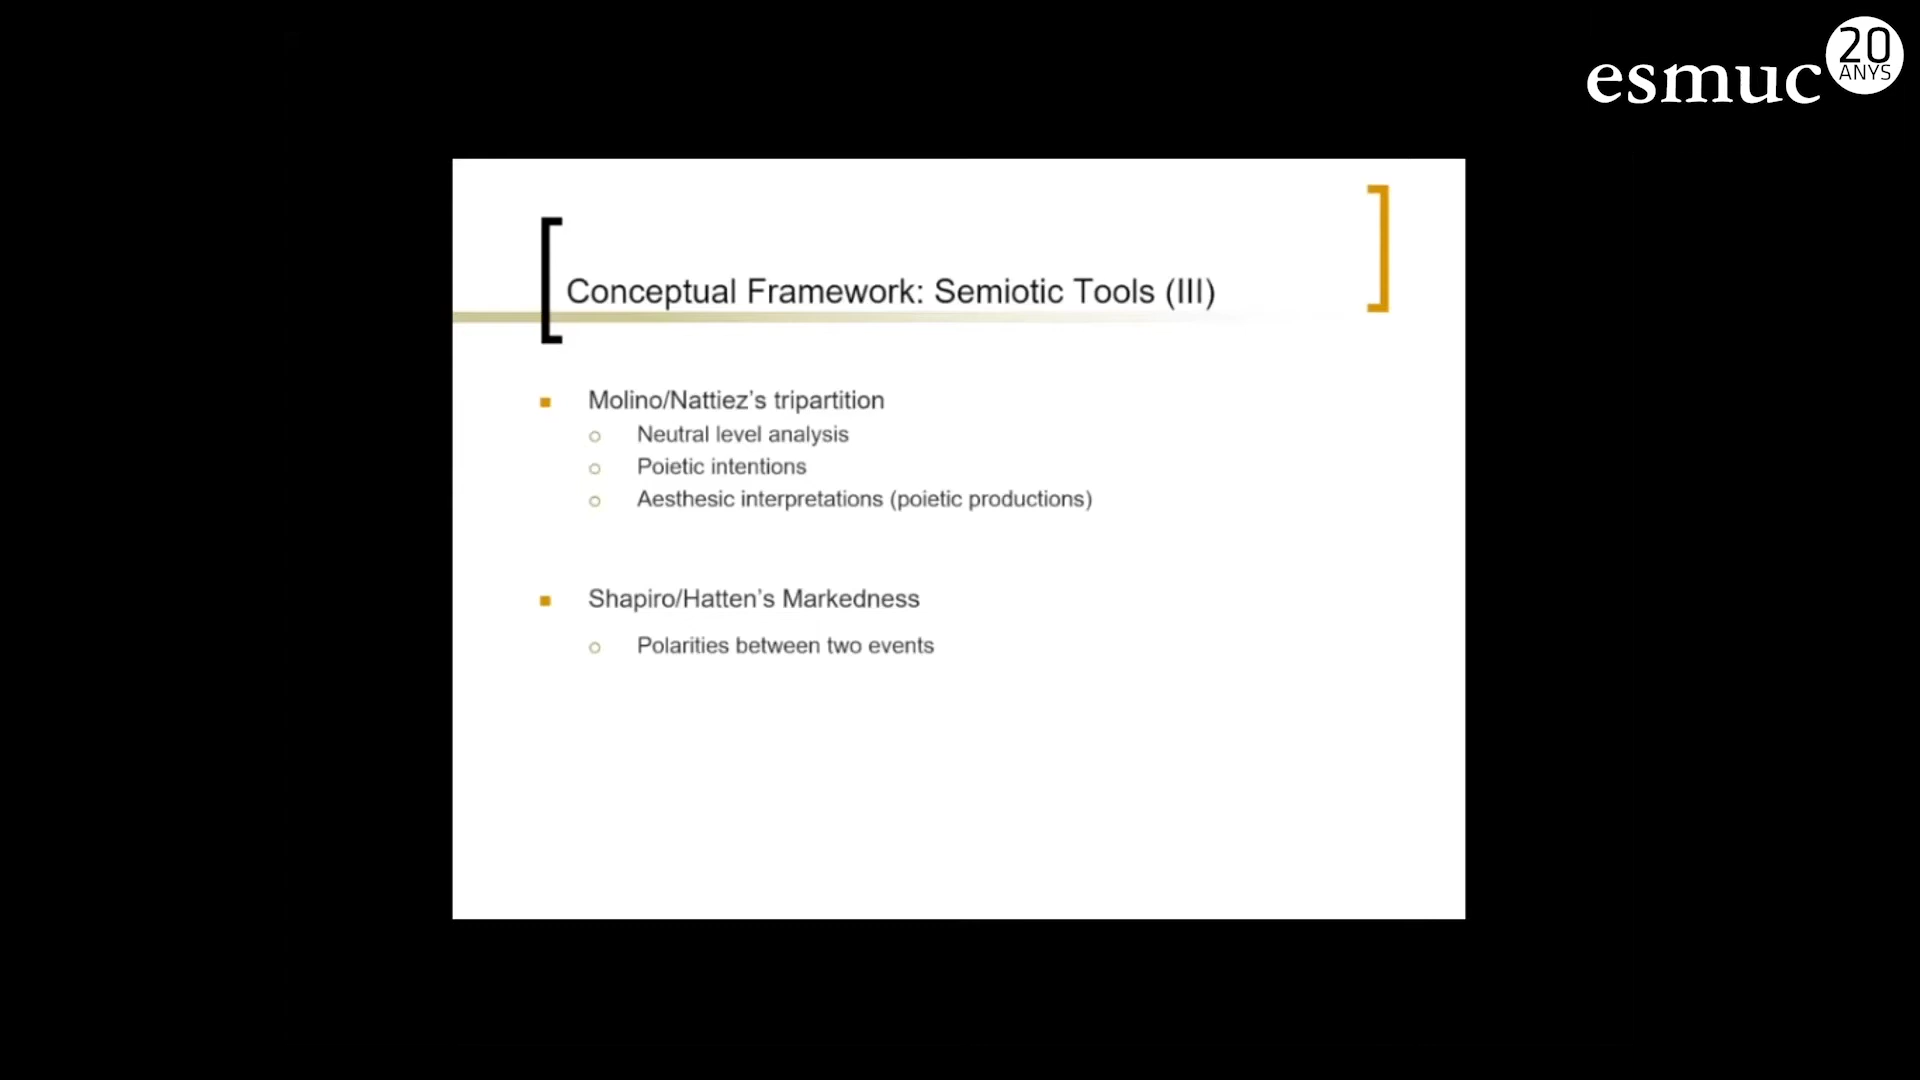 esmuc
20
ANYS
Conceptual Framework: Semiotic Tools (III)
Molino/Nattiez’s tripartition
Neutral level analysis
Poietic intentions
Aesthesic interpretations (poietic productions)
Shapiro/Hatten’s Markedness
Polarities between two events